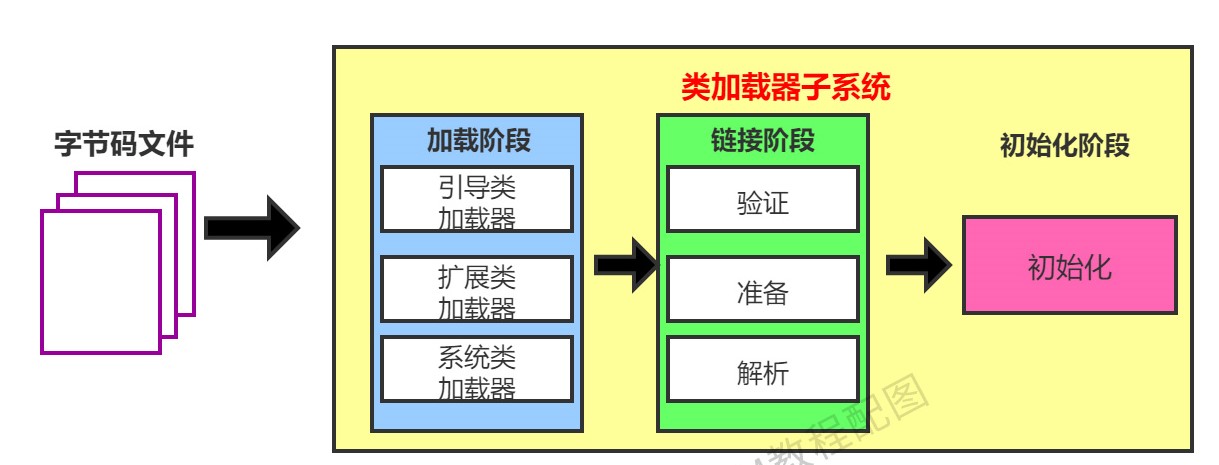 类加载器子系统
字节码文件
加载阶段
引导类
加载器
扩展类
加载器
系统类
加载器
链接阶段
验证
准备
解析
初始化阶段
初始化
教程配图